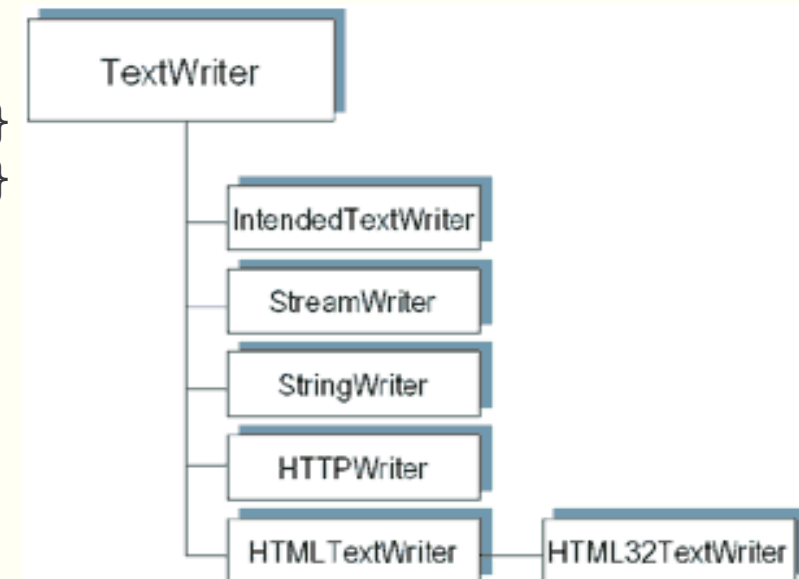 TextWriter
}
}
IntendedTextWriter
StreamWriter
StringWriter
HTTPWriter
HTMLTextWriter HTML32TextWriter